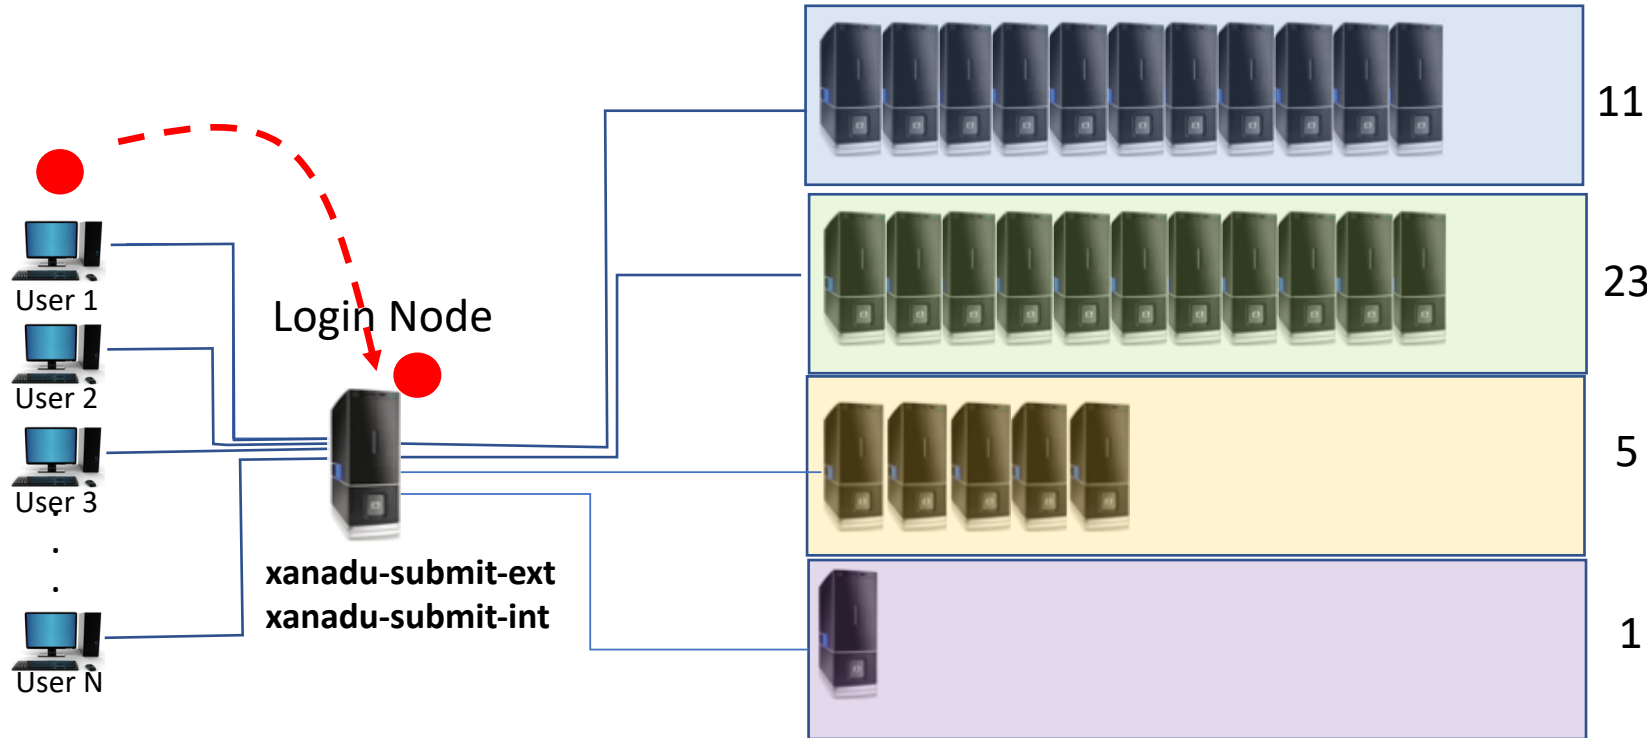 User 1
User 2
User 3
.
.
.
User N
Login Node
xanadu-submit-ext
xanadu-submit-int
11
23
5
1